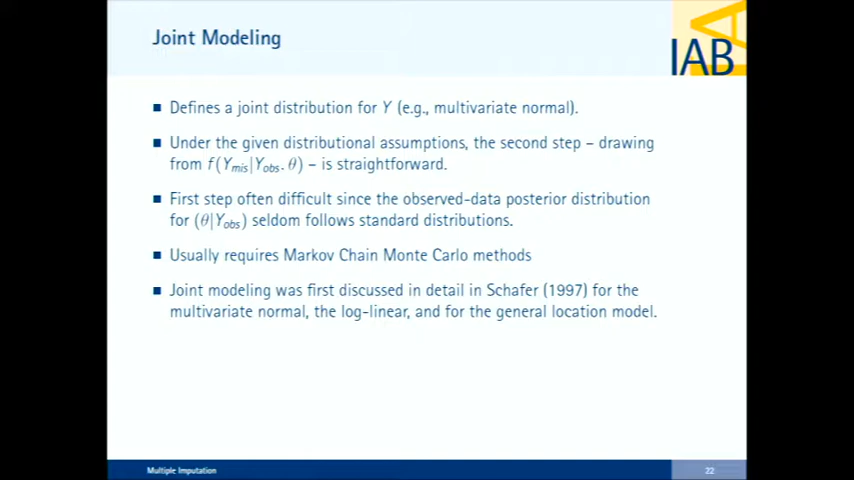 Joint Modeling
IAB
Defines a joint distribution for Y (e.g., multivariate normal).
Under the given distributional assumptions, the second step – drawing
from f(Y_mis|Y_obs, θ) – is straightforward.
First step often difficult since the observed-data posterior distribution
for (θ|Y_obs) seldom follows standard distributions.
Usually requires Markov Chain Monte Carlo methods
Joint modeling was first discussed in detail in Schafer (1997) for the
multivariate normal, the log-linear, and for the general location model.
Multiple Imputation
22